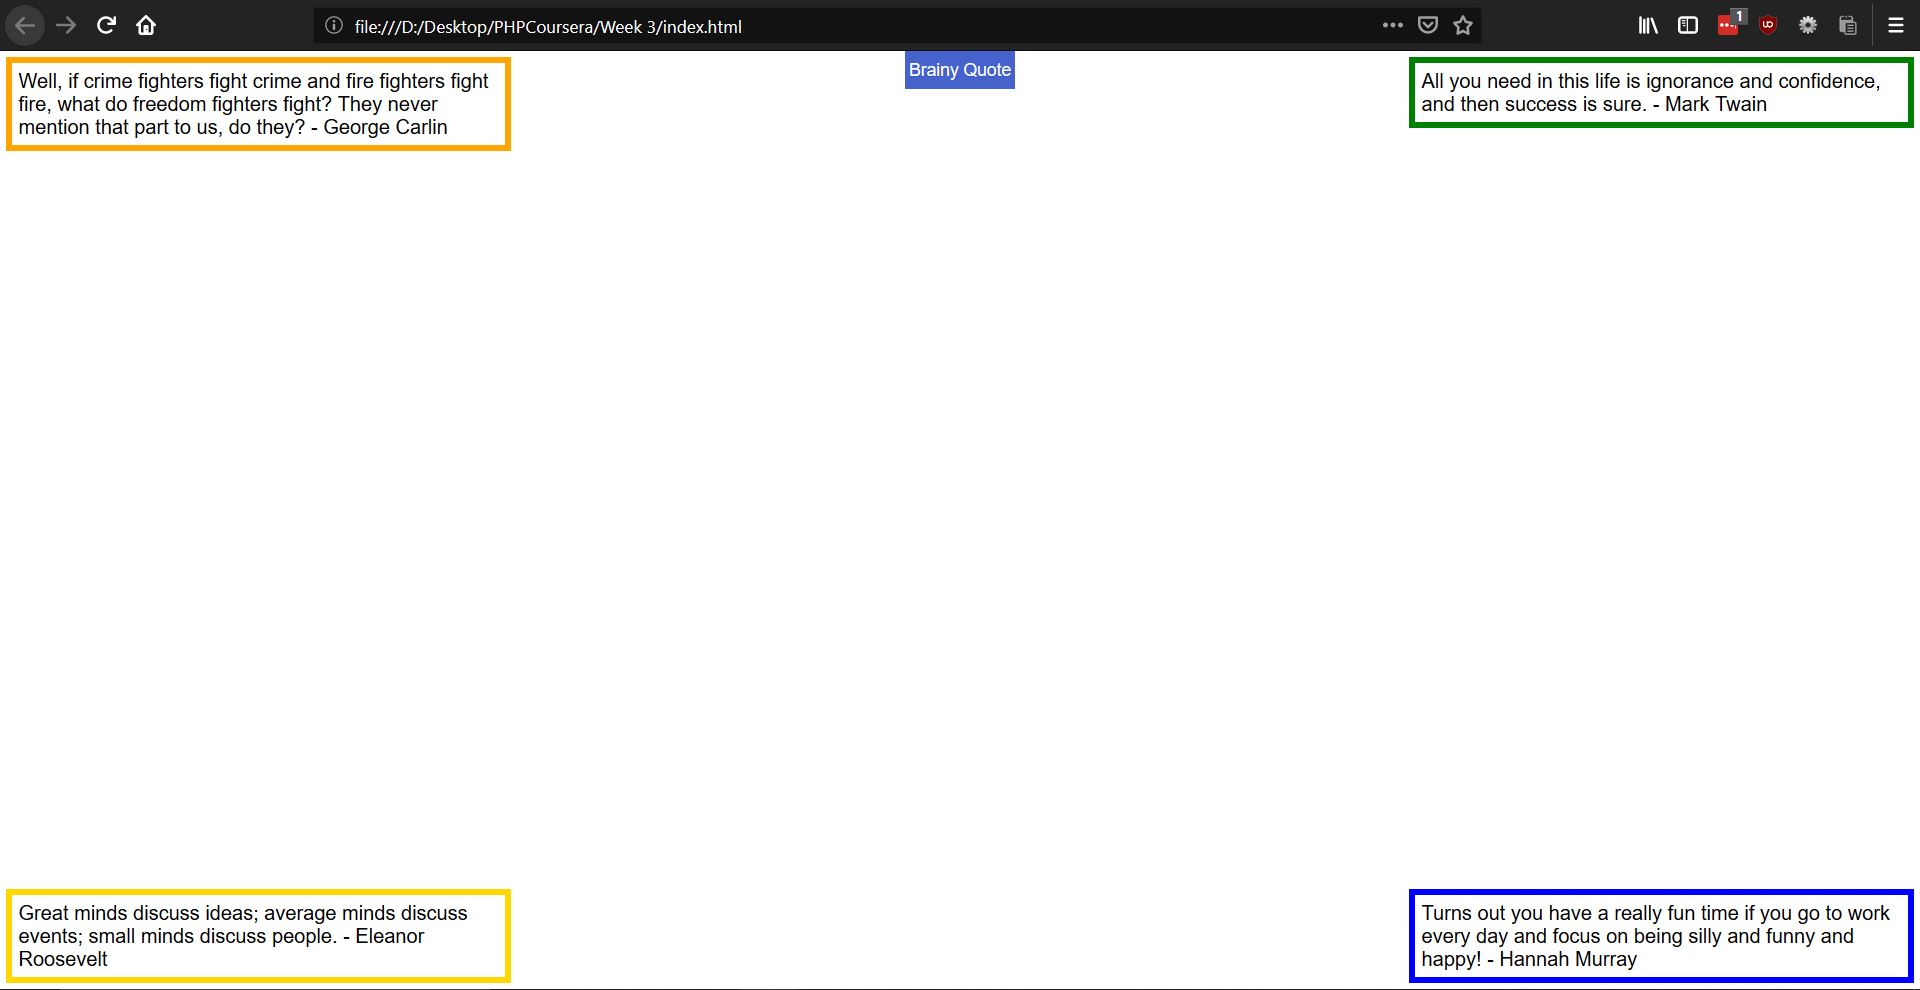 file:///D:/Desktop/PHPCoursera/Week 3/index.html
1
Well, if crime fighters fight crime and fire fighters fight
fire, what do freedom fighters fight? They never
mention that part to us, do they? - George Carlin
Brainy Quote
All you need in this life is ignorance and confidence,
and then success is sure. - Mark Twain
Great minds discuss ideas; average minds discuss
events; small minds discuss people. - Eleanor
Roosevelt
Turns out you have a really fun time if you go to work
every day and focus on being silly and funny and
happy! - Hannah Murray